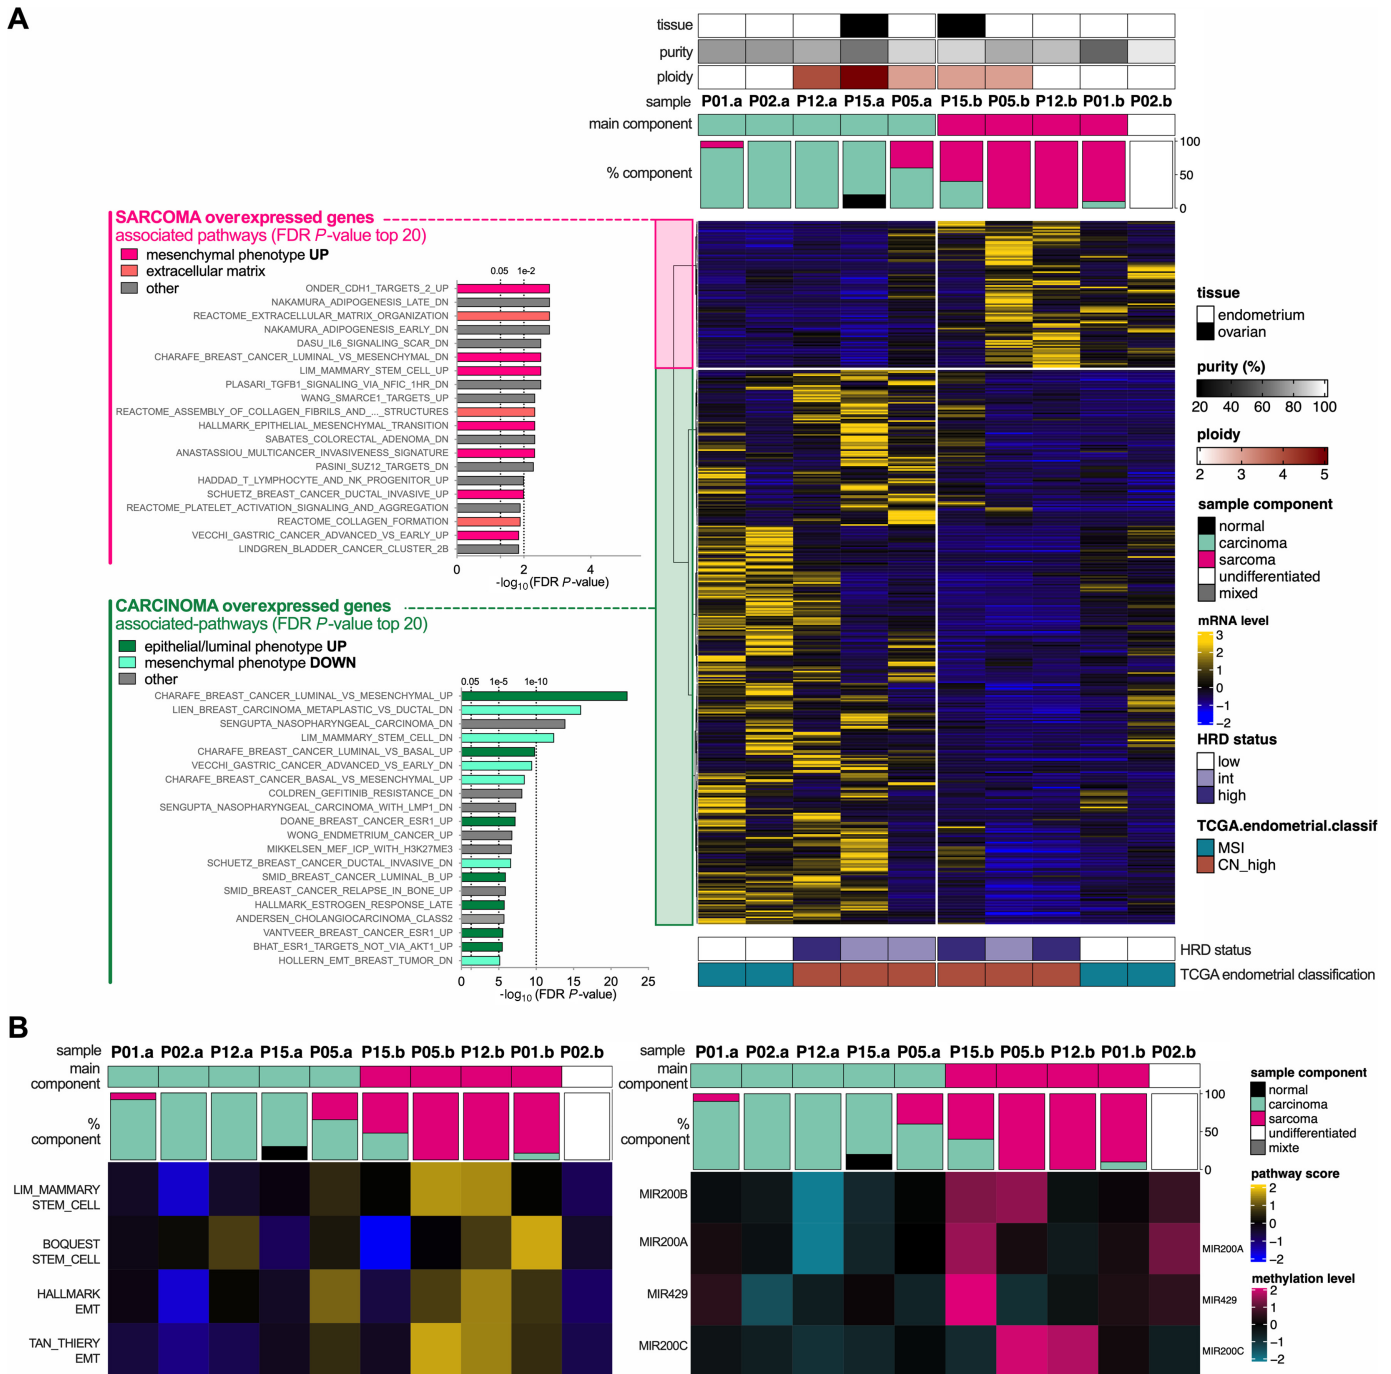 A
tissue
purity
ploidy
sample P01.a P02.a P12.a P15.a P05.a P15.b P05.b P12.b P01.b P02.b
main component
% component
100
50
0
SARCOMA overexpressed genes
associated pathways (FDR P-value top 20)
mesenchymal phenotype UP
extracellular matrix
other
0.05 1e-2
ONDER_CDH1_TARGETS_2_UP
NAKAMURA_ADIPOGENESIS_LATE_DN
REACTOME_EXTRACELLULAR_MATRIX_ORGANIZATION
NAKAMURA_ADIPOGENESIS_EARLY_DN
DASU_IL6_SIGNALING_SCAR_DN
CHARAFE_BREAST_CANCER_LUMINAL_VS_MESENCHYMAL_DN
LIM_MAMMARY_STEM_CELL_UP
PLASARI_TGFB1_SIGNALING_VIA_NFIC_1HR_DN
WANG_SMARCE1_TARGETS_UP
REACTOME_ASSEMBLY_OF_COLLAGEN_FIBRILS_AND_..._STRUCTURES
HALLMARK_EPITHELIAL_MESENCHYMAL_TRANSITION
SABATES_COLORECTAL_ADENOMA_DN
ANASTASSIOU_MULTICANCER_INVASIVENESS_SIGNATURE
PASINI_SUZ12_TARGETS_DN
HADDAD_T_LYMPHOCYTE_AND_NK_PROGENITOR_UP
SCHUETZ_BREAST_CANCER_DUCTAL_INVASIVE_UP
REACTOME_PLATELET_ACTIVATION_SIGNALING_AND_AGGREGATION
REACTOME_COLLAGEN_FORMATION
VECCHI_GASTRIC_CANCER_ADVANCED_VS_EARLY_UP
LINDGREN_BLADDER_CANCER_CLUSTER_2B
0 2 4
-log10(FDR P-value)
CARCINOMA overexpressed genes
associated-pathways (FDR P-value top 20)
epithelial/luminal phenotype UP
mesenchymal phenotype DOWN
other
0.05 1e-5 1e-10
CHARAFE_BREAST_CANCER_LUMINAL_VS_MESENCHYMAL_UP
LIEN_BREAST_CARCINOMA_METAPLASTIC_VS_DUCTAL_DN
SENGUPTA_NASOPHARYNGEAL_CARCINOMA_DN
LIM_MAMMARY_STEM_CELL_DN
CHARAFE_BREAST_CANCER_LUMINAL_VS_BASAL_UP
VECCHI_GASTRIC_CANCER_ADVANCED_VS_EARLY_DN
CHARAFE_BREAST_CANCER_BASAL_VS_MESENCHYMAL_UP
COLDREN_GEFITINIB_RESISTANCE_DN
SENGUPTA_NASOPHARYNGEAL_CARCINOMA_WITH_LMP1_DN
DOANE_BREAST_CANCER_ESR1_UP
WONG_ENDMETRIUM_CANCER_UP
MIKKELSEN_MEF_ICP_WITH_H3K27ME3
SCHUETZ_BREAST_CANCER_DUCTAL_INVASIVE_DN
SMID_BREAST_CANCER_LUMINAL_B_UP
SMID_BREAST_CANCER_RELAPSE_IN_BONE_UP
HALLMARK_ESTROGEN_RESPONSE_LATE
ANDERSEN_CHOLANGIOCARCINOMA_CLASS2
VANTVEER_BREAST_CANCER_ESR1_UP
BHAT_ESR1_TARGETS_NOT_VIA_AKT1_UP
HOLLERN_EMT_BREAST_TUMOR_DN
0 5 10 15 20 25
-log10(FDR P-value)
tissue
endometrium
ovarian
purity (%)
20 40 60 80 100
ploidy
2 3 4 5
sample component
normal
carcinoma
sarcoma
undifferentiated
mixed
mRNA level
3
2
1
0
−1
−2
HRD status
low
int
high
TCGA.endometrial.classif
MSI
CN_high
HRD status
TCGA endometrial classification
B
sample P01.a P02.a P12.a P15.a P05.a P15.b P05.b P12.b P01.b P02.b
main
component
%
component
LIM_MAMMARY
STEM_CELL
BOQUEST
STEM_CELL
HALLMARK
EMT
TAN_THIERY
EMT
sample P01.a P02.a P12.a P15.a P05.a P15.b P05.b P12.b P01.b P02.b
main
component
%
component
100
50
0
MIR200B
MIR200A
MIR429
MIR200C
MIR200A
MIR429
MIR200C
sample component
normal
carcinoma
sarcoma
undifferentiated
mixte
pathway score
2
1
0
−1
−2
methylation level
2
1
0
−1
−2